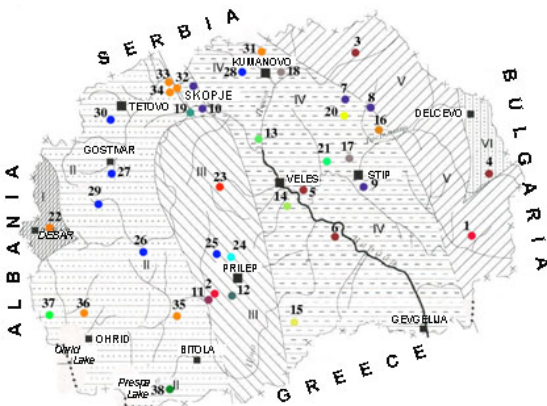 SERBIA
BULGARIA
ALBANIA
GREECE
31
KUMANOVO
28
18
3
V
33
34
32
SKOPJE
19
10
IV
7
8
20
16
DELCEVO
30
TETOVO
13
IV
VI
GOSTIVAR
II
27
III
23
21
17
STIP
9
V
4
VELES
5
14
I
22
DEBAR
29
26
II
25
24
PRILEP
6
IV
1
11
2
12
37
36
35
III
15
GEVGELIJA
OHRID
Ohrid
Lake
BITOLA
Prespa
Lake
II
38